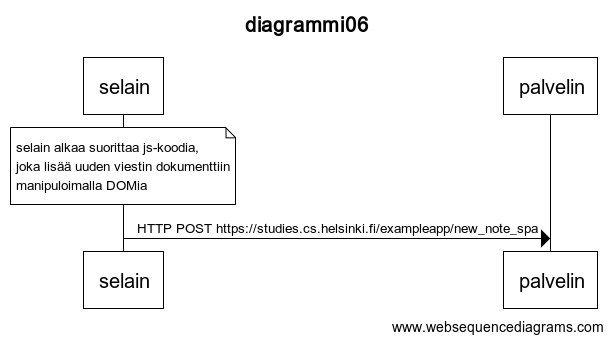 diagrammi06
selain
palvelin
selain alkaa suorittaa js-koodia,
joka lisää uuden viestin dokumenttiin
manipuloimalla DOMia
HTTP POST https://studies.cs.helsinki.fi/exampleapp/new_note_spa
selain
palvelin
www.websequencediagrams.com